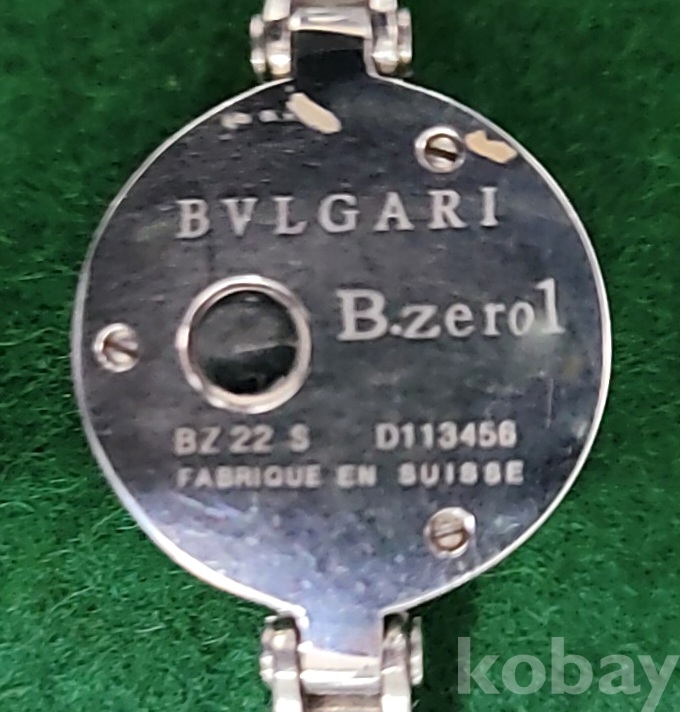 BVLGARI
B.zero1
BZ 22 S D113456
FABRIQUE EN SUISSE
kobay